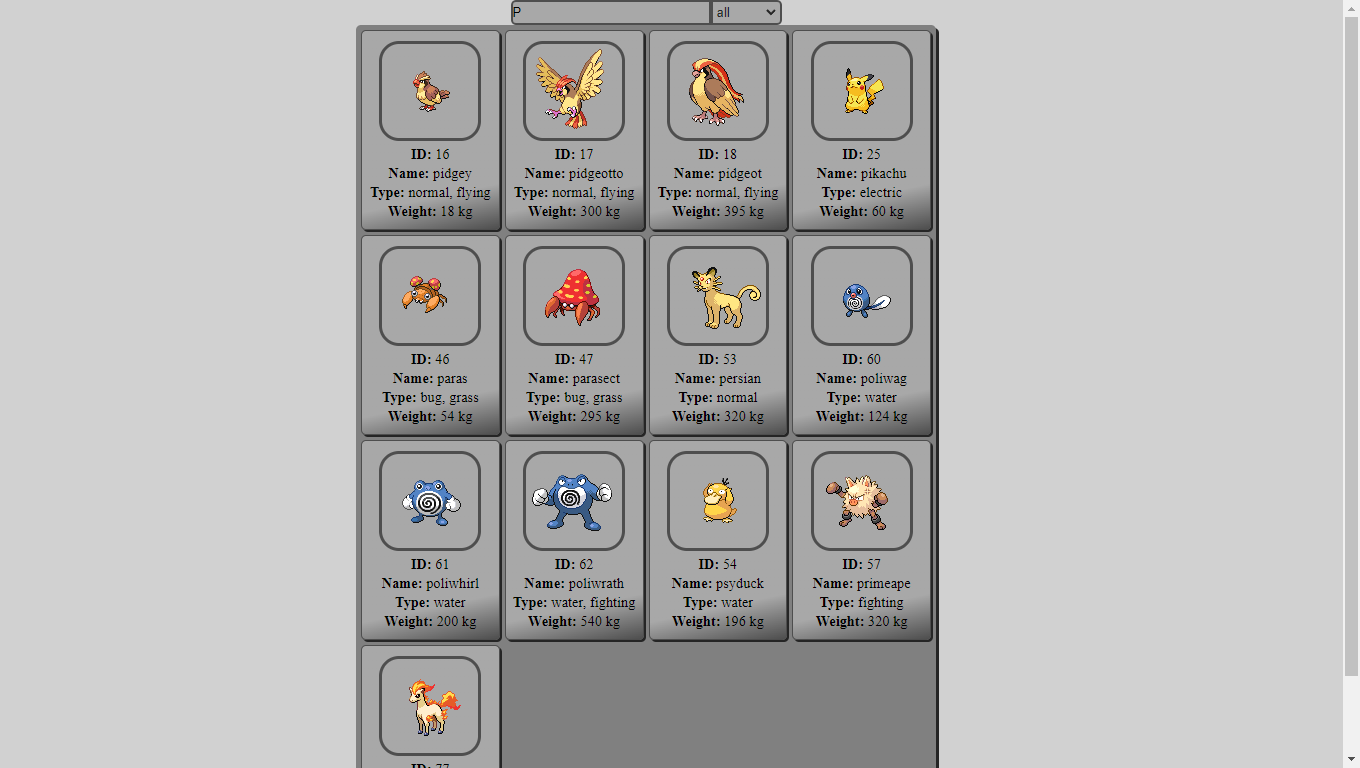 P all
ID: 16
Name: pidgey
Type: normal, flying
Weight: 18 kg
ID: 17
Name: pidgeotto
Type: normal, flying
Weight: 300 kg
ID: 18
Name: pidgeot
Type: normal, flying
Weight: 395 kg
ID: 25
Name: pikachu
Type: electric
Weight: 60 kg
ID: 46
Name: paras
Type: bug, grass
Weight: 54 kg
ID: 47
Name: parasect
Type: bug, grass
Weight: 295 kg
ID: 53
Name: persian
Type: normal
Weight: 320 kg
ID: 60
Name: poliwag
Type: water
Weight: 124 kg
ID: 61
Name: poliwhirl
Type: water
Weight: 200 kg
ID: 62
Name: poliwrath
Type: water, fighting
Weight: 540 kg
ID: 54
Name: psyduck
Type: water
Weight: 196 kg
ID: 57
Name: primeape
Type: fighting
Weight: 320 kg
ID: 77